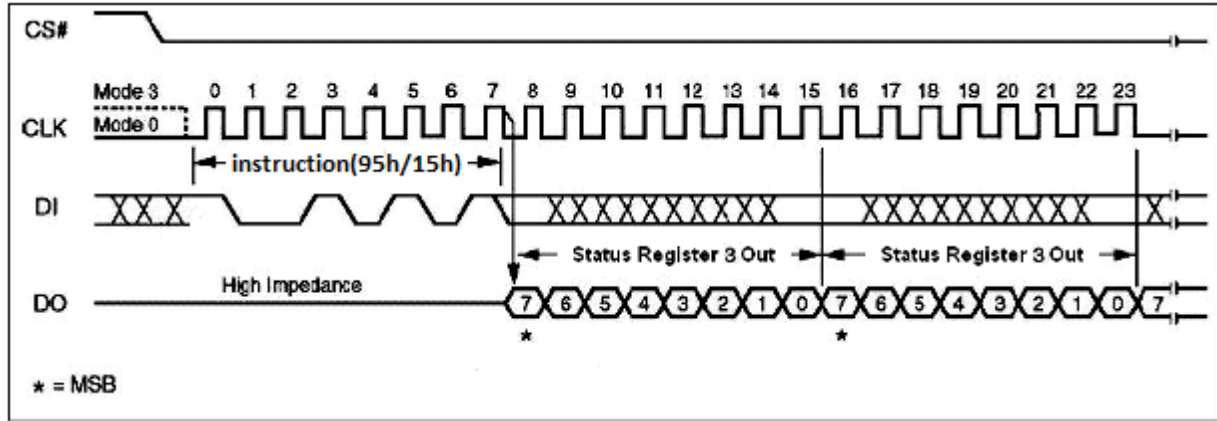 CS#
Mode 3 0 1 2 3 4 5 6 7 8 9 10 11 12 13 14 15 16 17 18 19 20 21 22 23
CLK Mode 0
instruction(95h/15h)
DI
Status Register 3 Out Status Register 3 Out
High Impedance
DO 7 6 5 4 3 2 1 0 7 6 5 4 3 2 1 0 7
* *
* = MSB